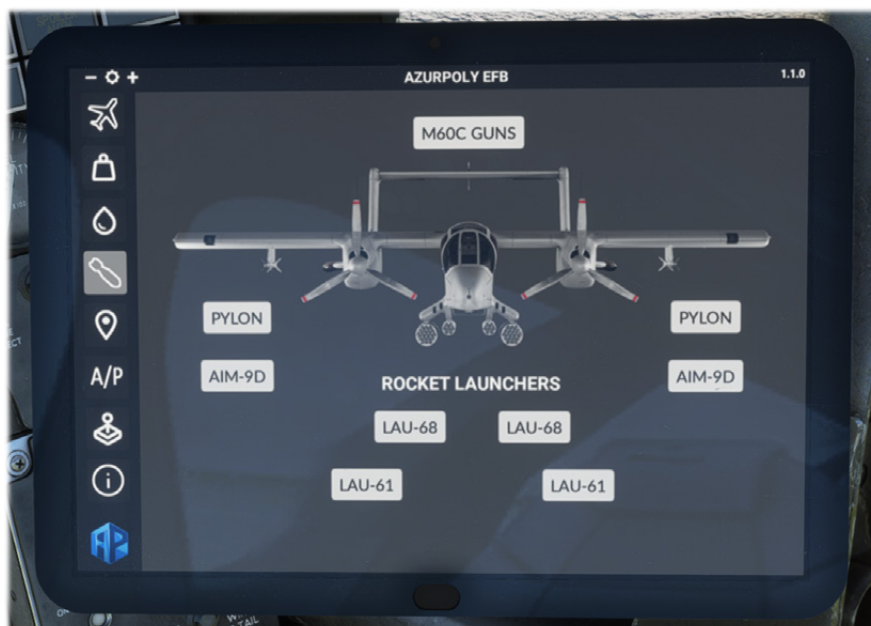 AZURPOLY EFB
1.1.0
M60C GUNS
PYLON
PYLON
AIM-9D
AIM-9D
A/P
ROCKET LAUNCHERS
LAU-68
LAU-68
LAU-61
LAU-61
ON